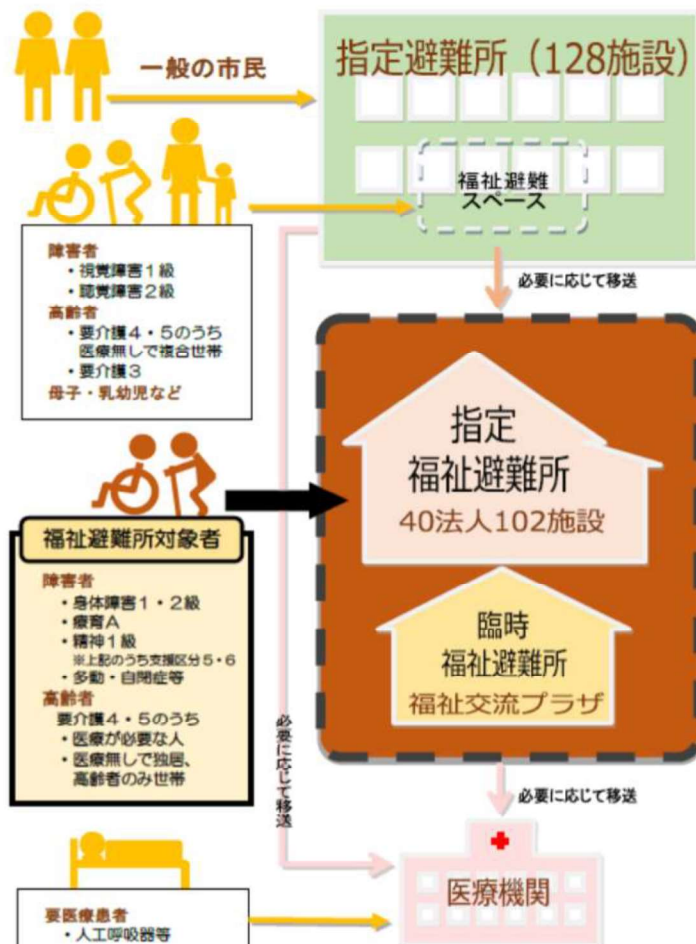 一般の市民
指定避難所（128施設）
福祉避難
スペース
障害者
・視覚障害1級
・聴覚障害2級
高齢者
・要介護4・5のうち
医療無しで複合世帯
・要介護3
母子・乳幼児など
必要に応じて移送
指定
福祉避難所
40法人102施設
福祉避難所対象者
障害者
・身体障害1・2級
・療育A
・精神1級
※上記のうち支援区分5・6
・多動・自閉症等
高齢者
要介護4・5のうち
・医療が必要な人
・医療無しで独居、
高齢者のみ世帯
臨時
福祉避難所
福祉交流プラザ
必要に応じて移送
必要に応じて移送
医療機関
要医療患者
・人工呼吸器等